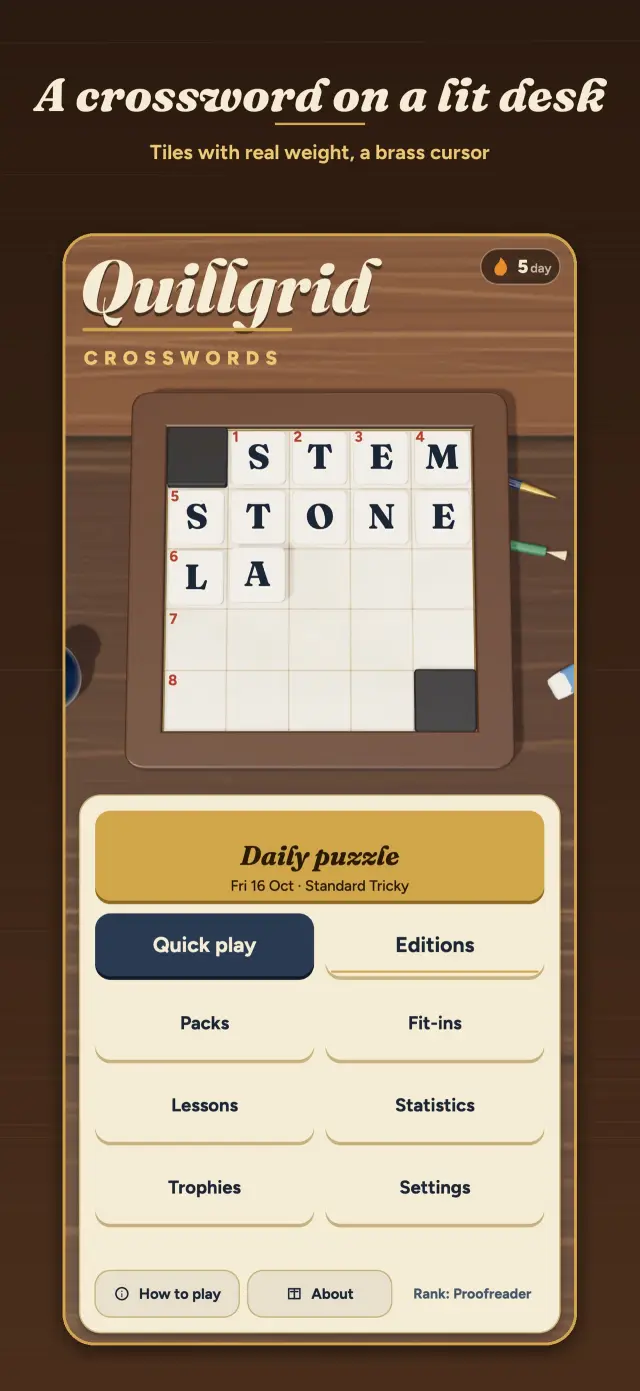 A crossword on a lit desk
Tiles with real weight, a brass cursor
Quillgrid
5 day
CROSSWORDS
1 S 2 T 3 E 4 M
5 S T O N E
6 L A
7
8
Daily puzzle
Fri 16 Oct · Standard Tricky
Quick play
Editions
Packs
Fit-ins
Lessons
Statistics
Trophies
Settings
How to play
About
Rank: Proofreader